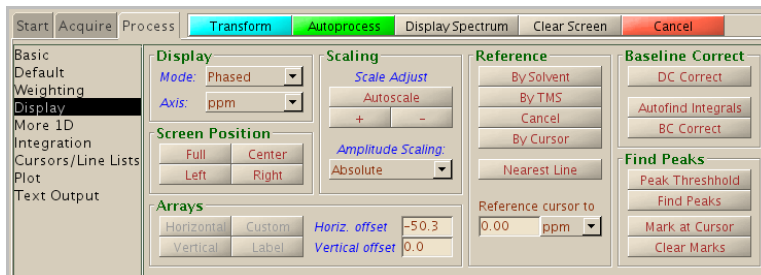 Start Acquire Process Transform Autoprocess Display Spectrum Clear Screen Cancel
Basic
Default
Weighting
Display
More 1D
Integration
Cursors/Line Lists
Plot
Text Output
Display
Mode: Phased
Axis: ppm
Screen Position
Full Center
Left Right
Scaling
Scale Adjust
Autoscale
+ -
Amplitude Scaling:
Absolute
Arrays
Horizontal Custom Horiz. offset -50.3
Vertical Label Vertical offset 0.0
Reference
By Solvent
By TMS
Cancel
By Cursor
Nearest Line
Reference cursor to
0.00 ppm
Baseline Correct
DC Correct
Autofind Integrals
BC Correct
Find Peaks
Peak Threshhold
Find Peaks
Mark at Cursor
Clear Marks